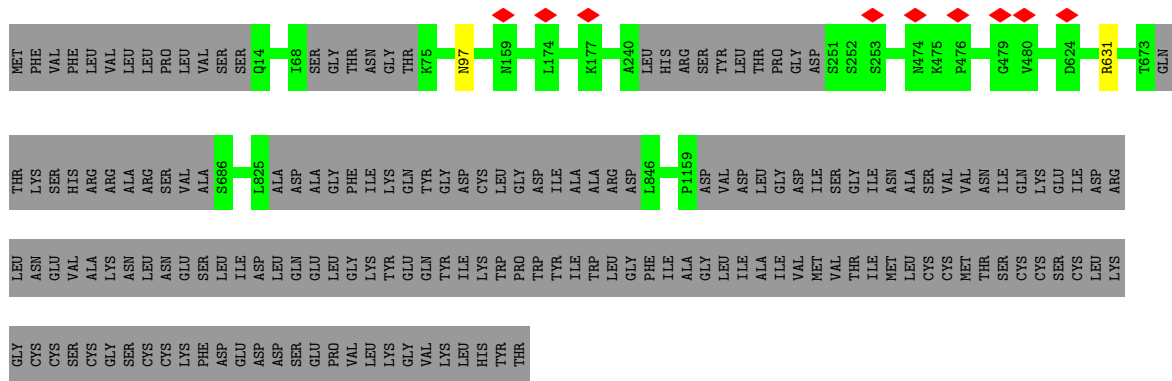 MET PHE VAL PHE LEU VAL LEU LEU PRO LEU VAL SER SER Q14 I68 SER GLY THR ASN GLY THR K75 N97 N159 L174 K177 A240 LEU HIS ARG SER TYR LEU THR PRO GLY ASP S251 S252 S253 N474 K475 P476 G479 V480 D624 R631 T673 GLN
THR LYS SER HIS ARG ARG ALA ARG SER VAL ALA S686 L825 ALA ASP ALA GLY PHE ILE LYS GLN TYR GLY ASP CYS LEU GLY ASP ILE ALA ALA ARG ASP L846 P1159 ASP VAL ASP LEU GLY ASP ILE SER GLY ILE ASN ALA SER VAL VAL ASN ILE GLN LYS GLU ILE ASP ARG
LEU ASN GLU VAL ALA LYS ASN LEU ASN GLU SER LEU ILE ASP LEU GLN GLU LEU GLY LYS TYR GLU GLN TYR ILE LYS TRP PRO TRP TYR ILE TRP LEU GLY PHE ILE ALA GLY LEU ILE ALA ILE VAL MET VAL THR ILE MET LEU CYS CYS MET THR SER CYS CYS SER CYS LEU LYS
GLY CYS CYS SER CYS GLY SER CYS CYS LYS PHE ASP GLU ASP ASP SER GLU PRO VAL LEU LYS GLY VAL LYS LEU HIS TYR THR